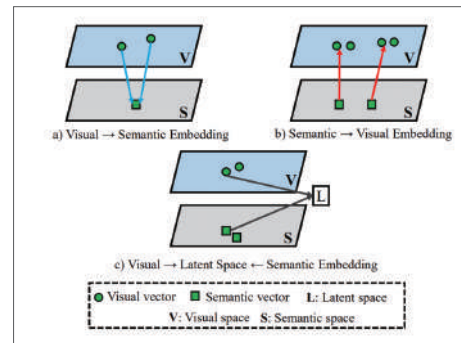 V
S
a) Visual → Semantic Embedding
V
S
b) Semantic → Visual Embedding
V
L
S
c) Visual → Latent Space ← Semantic Embedding
Visual vector Semantic vector L: Latent space
V: Visual space S: Semantic space